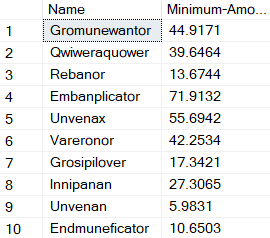 Name Minimum-Amo...
1 Gromunewantor 44.9171
2 Qwiweraquower 39.6464
3 Rebanor 13.6744
4 Embanplicator 71.9132
5 Unvenax 55.6942
6 Vareronor 42.2534
7 Grosipilover 17.3421
8 Innipanan 27.3065
9 Unvenan 5.9831
10 Endmuneficator 10.6503